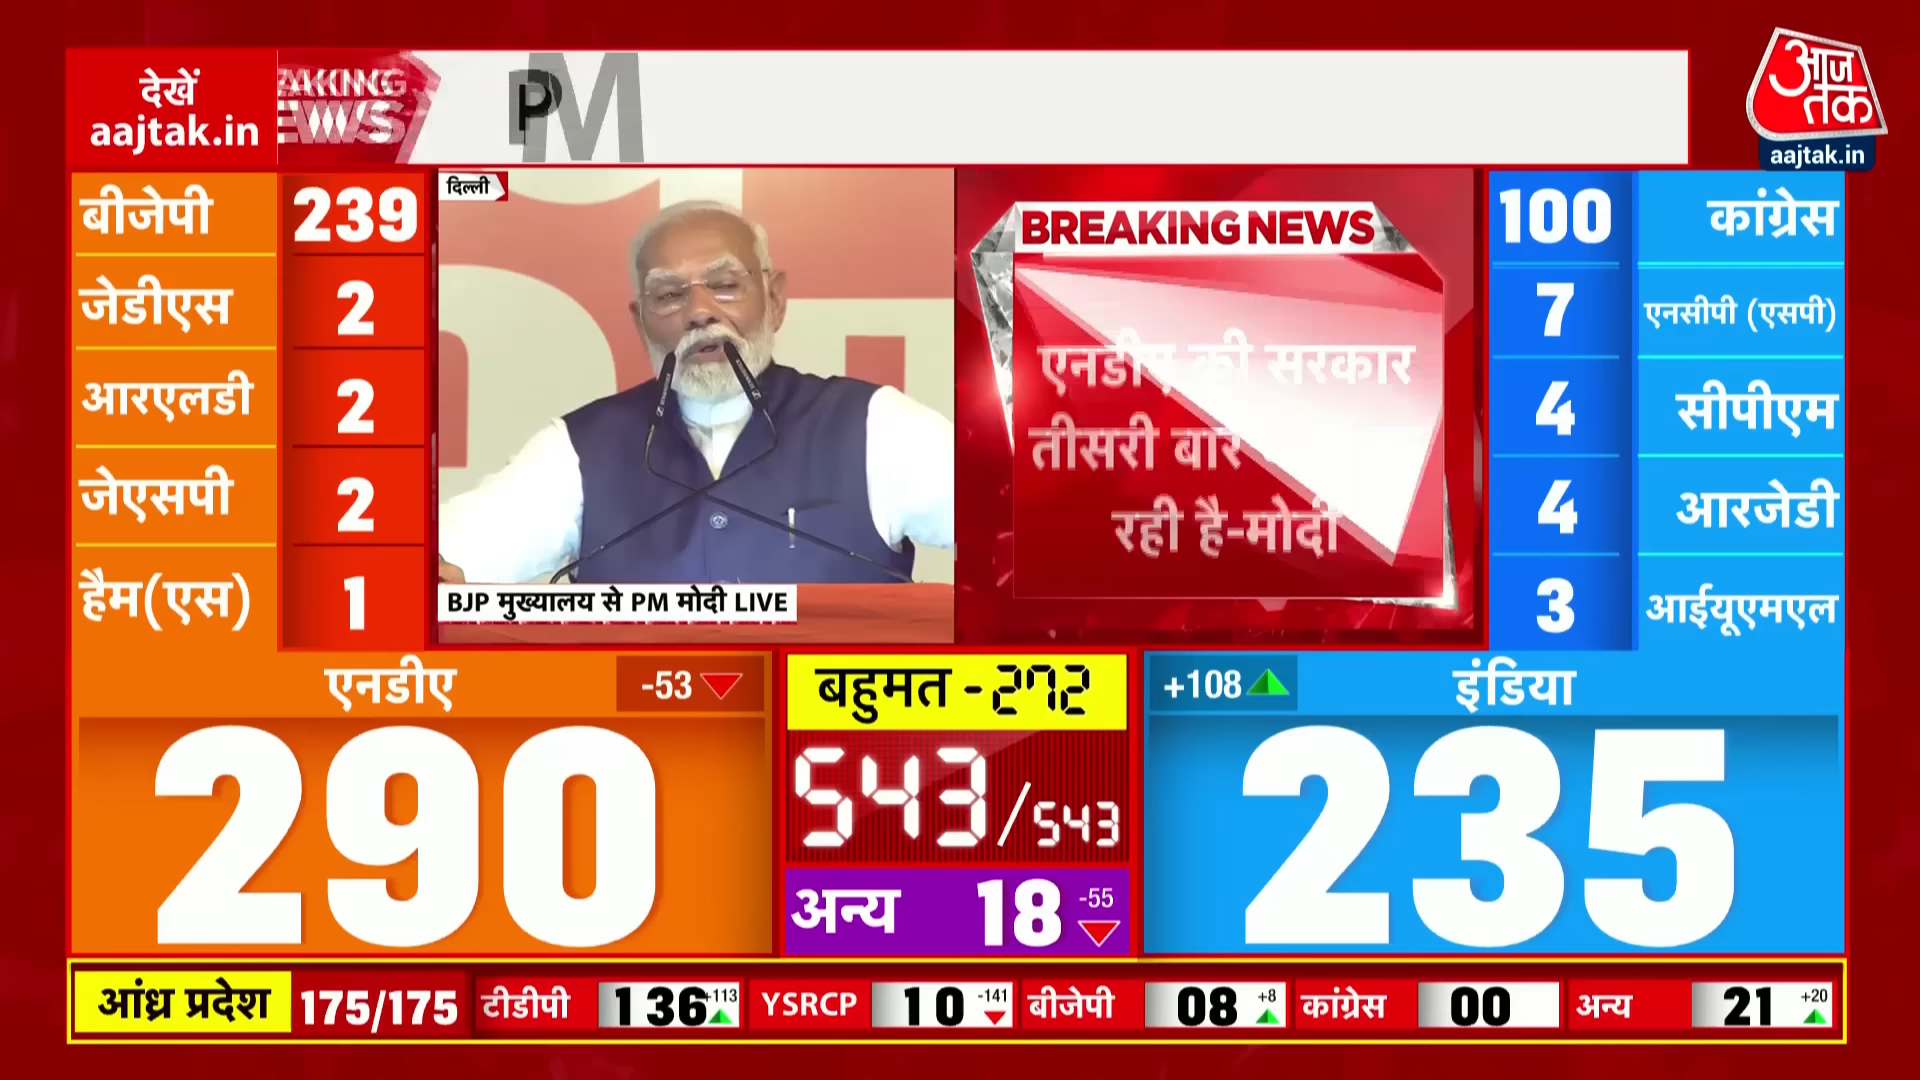 देखें
aajtak.in
PM
आज
तक
aajtak.in
बीजेपी 239
जेडीएस 2
आरएलडी 2
जेएसपी 2
हैम(एस) 1
दिल्ली
BJP मुख्यालय से PM मोदी LIVE
BREAKING NEWS
एनडीए की सरकार
तीसरी बार
रही है-मोदी
100 कांग्रेस
7 एनसीपी (एसपी)
4 सीपीएम
4 आरजेडी
3 आईयूएमएल
एनडीए -53
290
बहुमत - 272
543/543
अन्य 18 -55
+108 इंडिया
235
आंध्र प्रदेश 175/175 टीडीपी 136 +113 YSRCP 10 -141 बीजेपी 08 +8 कांग्रेस 00 अन्य 21 +20